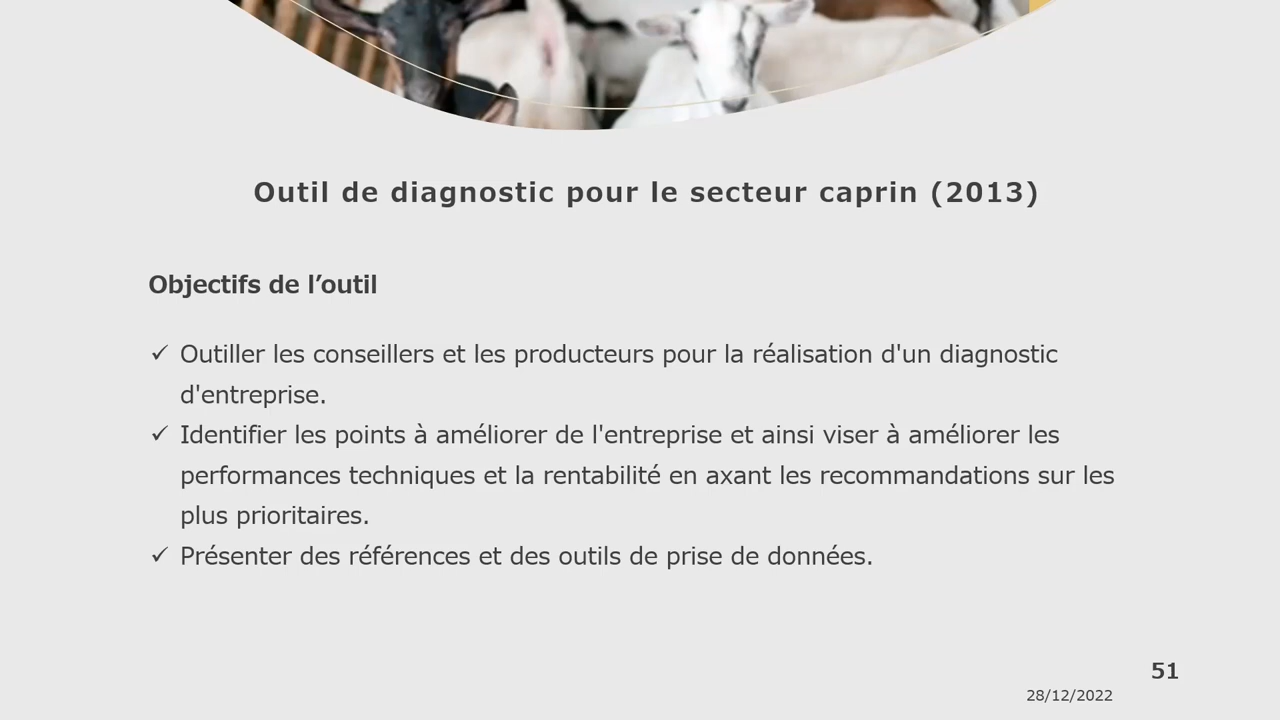 Outil de diagnostic pour le secteur caprin (2013)
Objectifs de l’outil
✓ Outiller les conseillers et les producteurs pour la réalisation d'un diagnostic
d'entreprise.
✓ Identifier les points à améliorer de l'entreprise et ainsi viser à améliorer les
performances techniques et la rentabilité en axant les recommandations sur les
plus prioritaires.
✓ Présenter des références et des outils de prise de données.
51
28/12/2022